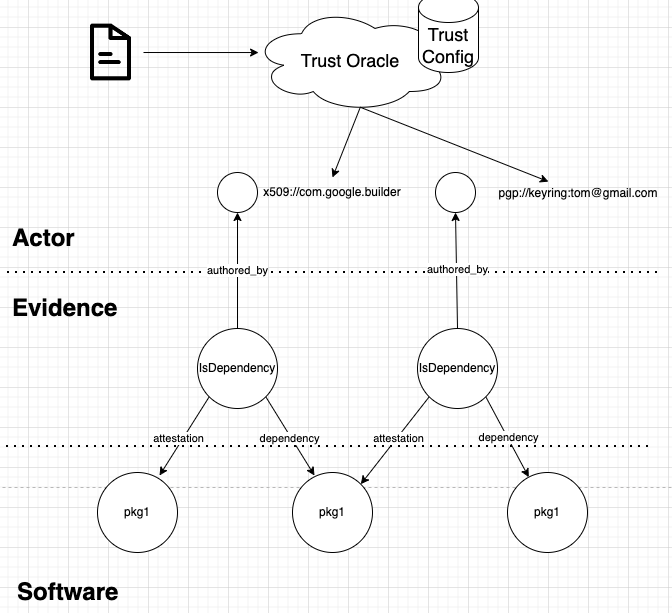 Trust
Config
Trust Oracle
x509://com.google.builder
pgp://keyring:tom@gmail.com
Actor
authored_by
authored_by
Evidence
IsDependency
IsDependency
attestation
dependency
attestation
dependency
pkg1
pkg1
pkg1
Software